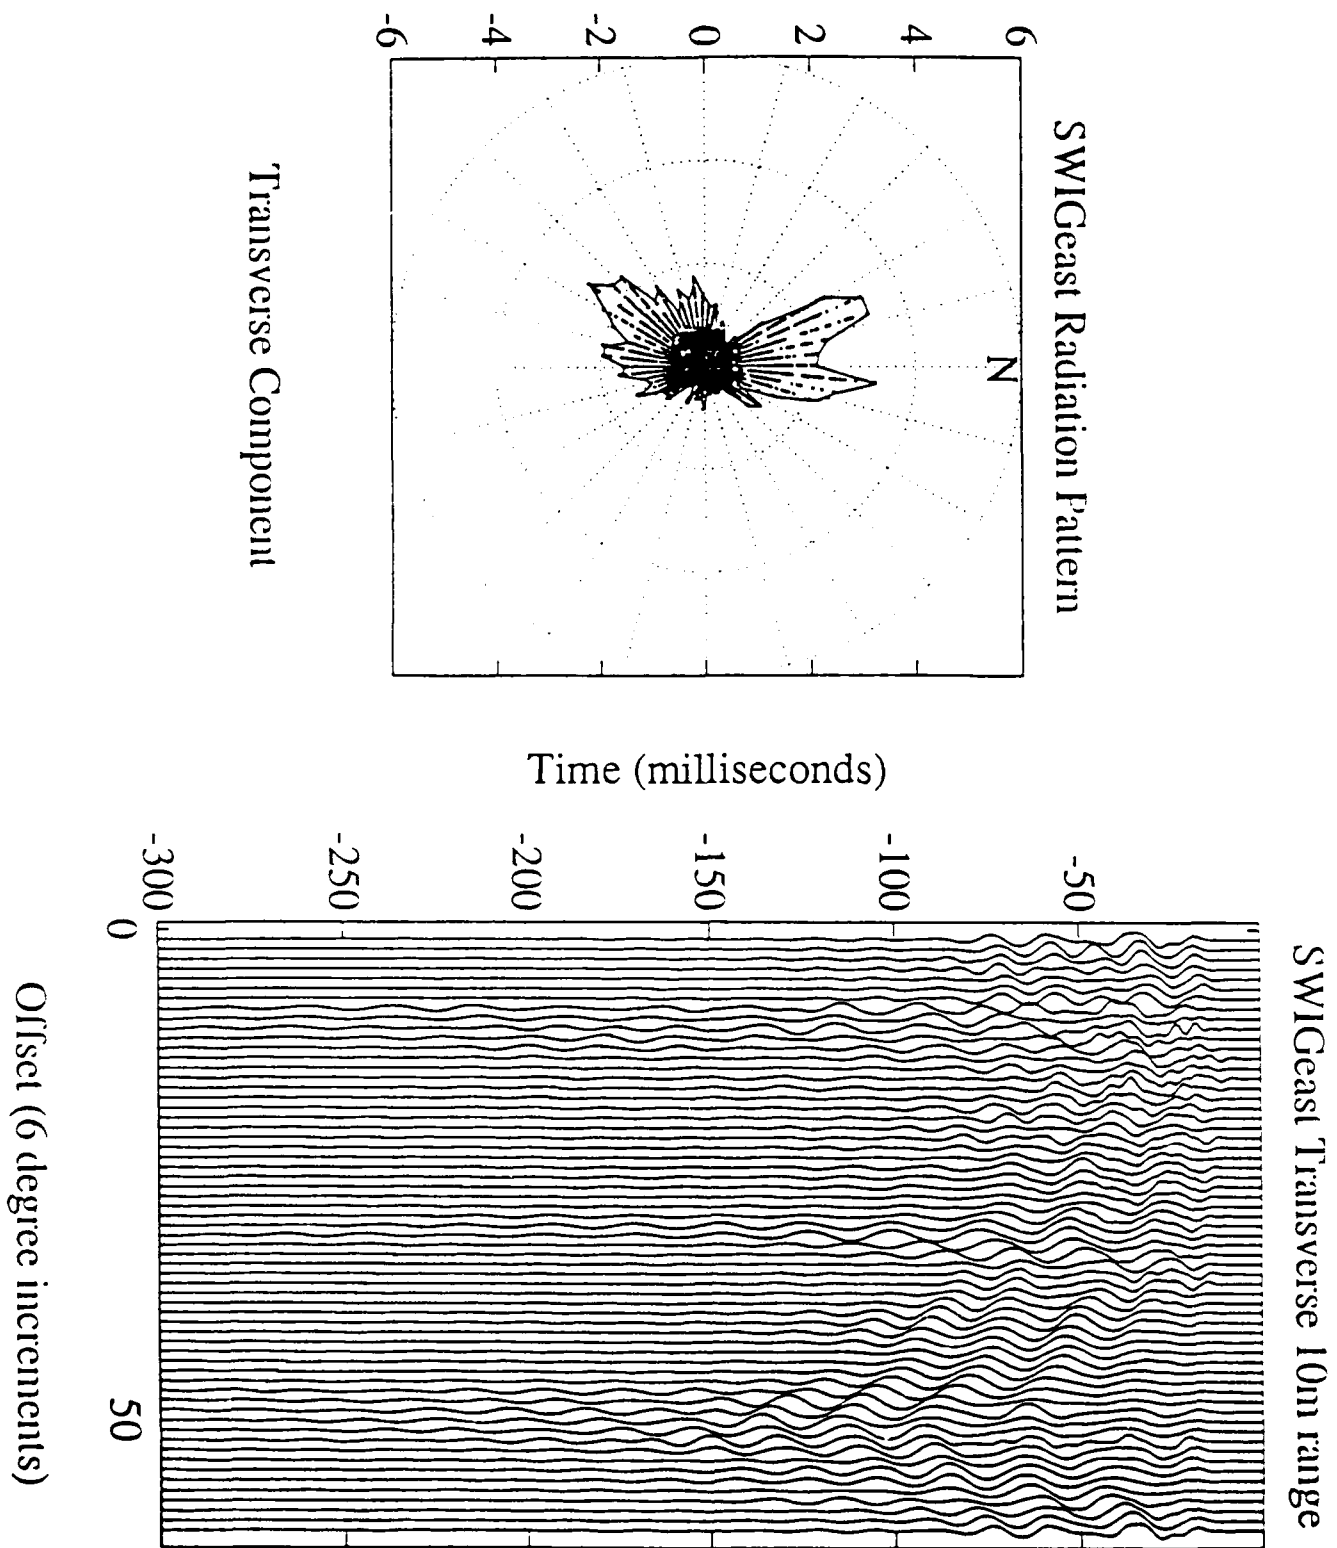 SWIGeast Radiation Pattern
6
4
2
0
-2
-4
-6
N
Transverse Component
SWIGeast Transverse 10m range
Time (milliseconds)
-50
-100
-150
-200
-250
-300
0
50
Offset (6 degree increments)